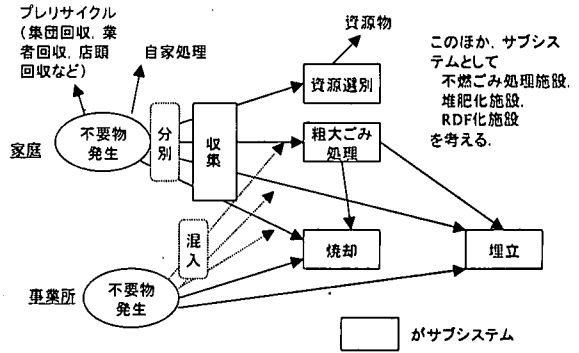 プレリサイクル
(集団回収, 業
者回収, 店頭
回収など)
自家処理
資源物
このほか, サブシス
テムとして
不燃ごみ処理施設,
堆肥化施設,
RDF化施設
を考える.
資源選別
家庭
不要物
発生
分別
収集
粗大ごみ
処理
混入
焼却
埋立
事業所
不要物
発生
がサブシステム